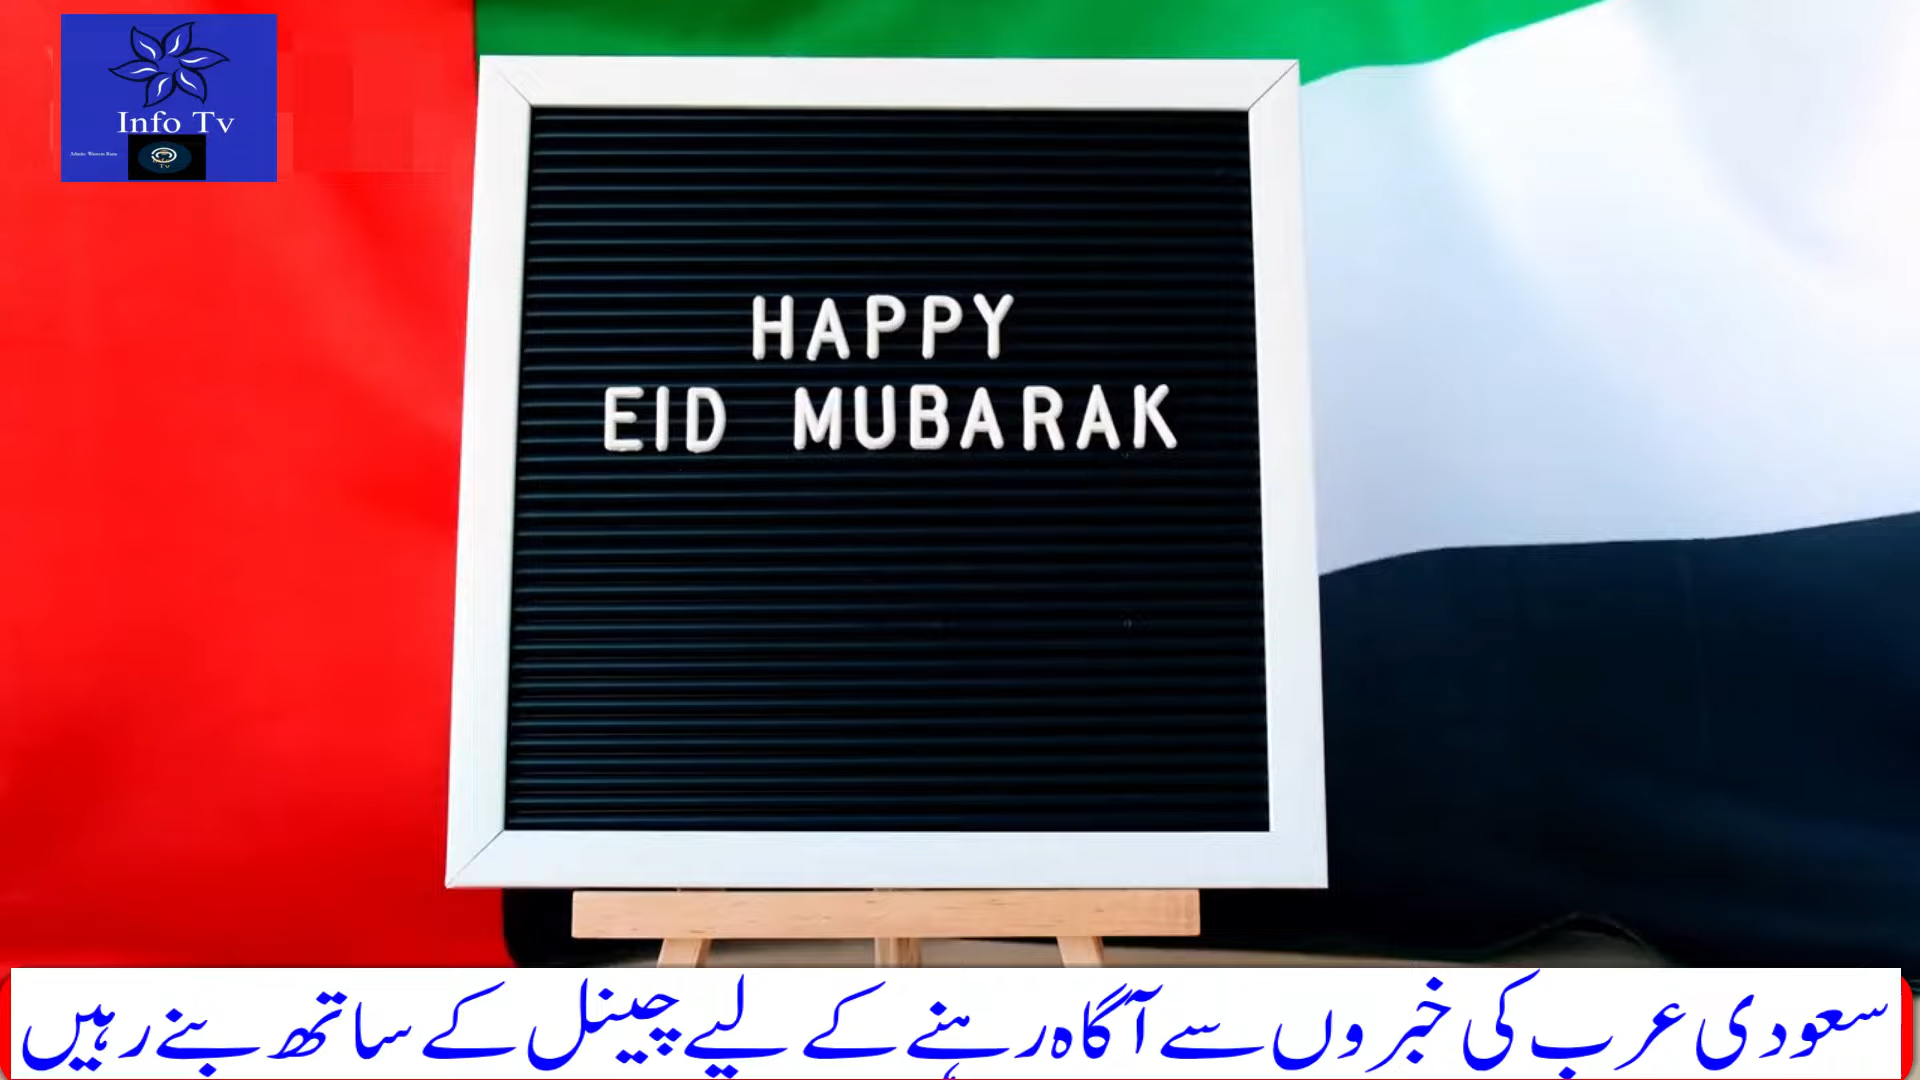 Info Tv
HAPPY
EID MUBARAK
سعودی عرب کی خبروں سے آگاہ رہنے کے لیے چینل کے ساتھ بنے رہیں